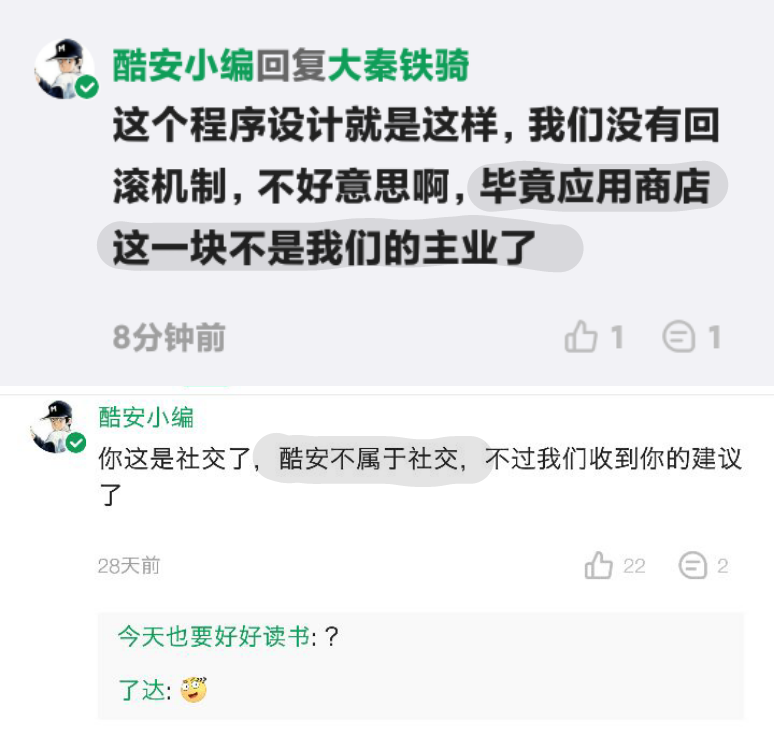 酷安小编回复大秦铁骑
这个程序设计就是这样，我们没有回
滚机制，不好意思啊，毕竟应用商店
这一块不是我们的主业了
8分钟前 1 1
酷安小编
你这是社交了，酷安不属于社交，不过我们收到你的建议
了
28天前 22 2
今天也要好好读书: ?
了达: